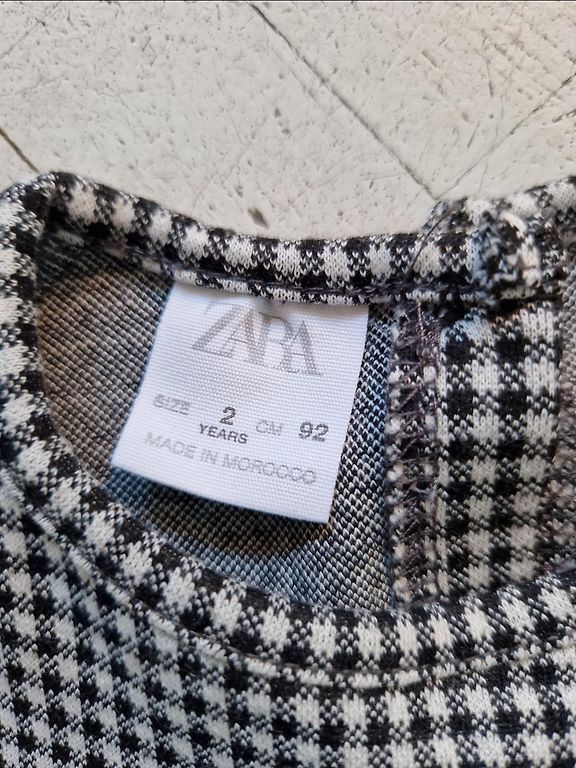 ZARA
SIZE 2 YEARS CM 92
MADE IN MOROCCO